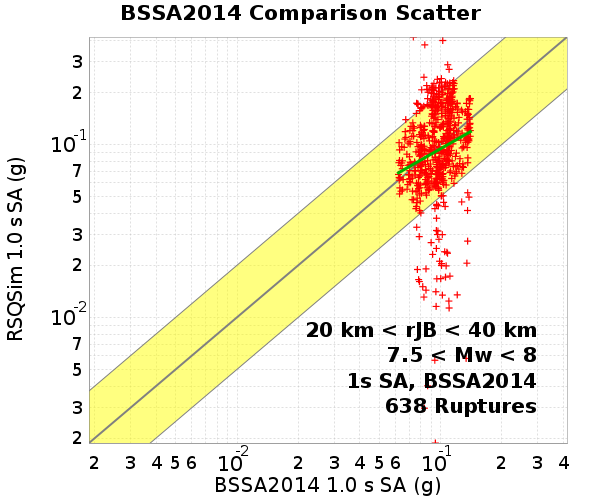 BSSA2014 Comparison Scatter
RSQSim 1.0 s SA (g)
3
2
10-1
7
5
3
2
10-2
7
5
3
2
20 km < rJB < 40 km
7.5 < Mw < 8
1s SA, BSSA2014
638 Ruptures
2 3 4 5 6 10-2 2 3 4 5 6 10-1 2 3 4
BSSA2014 1.0 s SA (g)